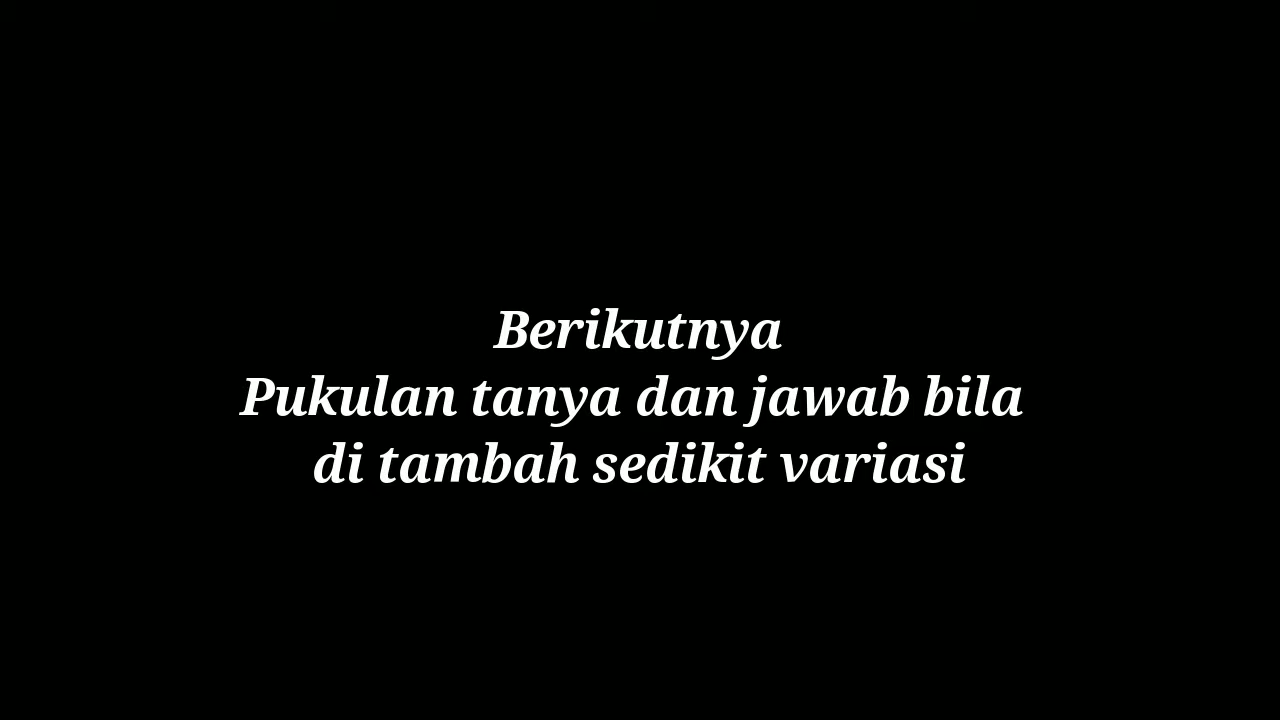 Berikutnya
Pukulan tanya dan jawab bila
di tambah sedikit variasi